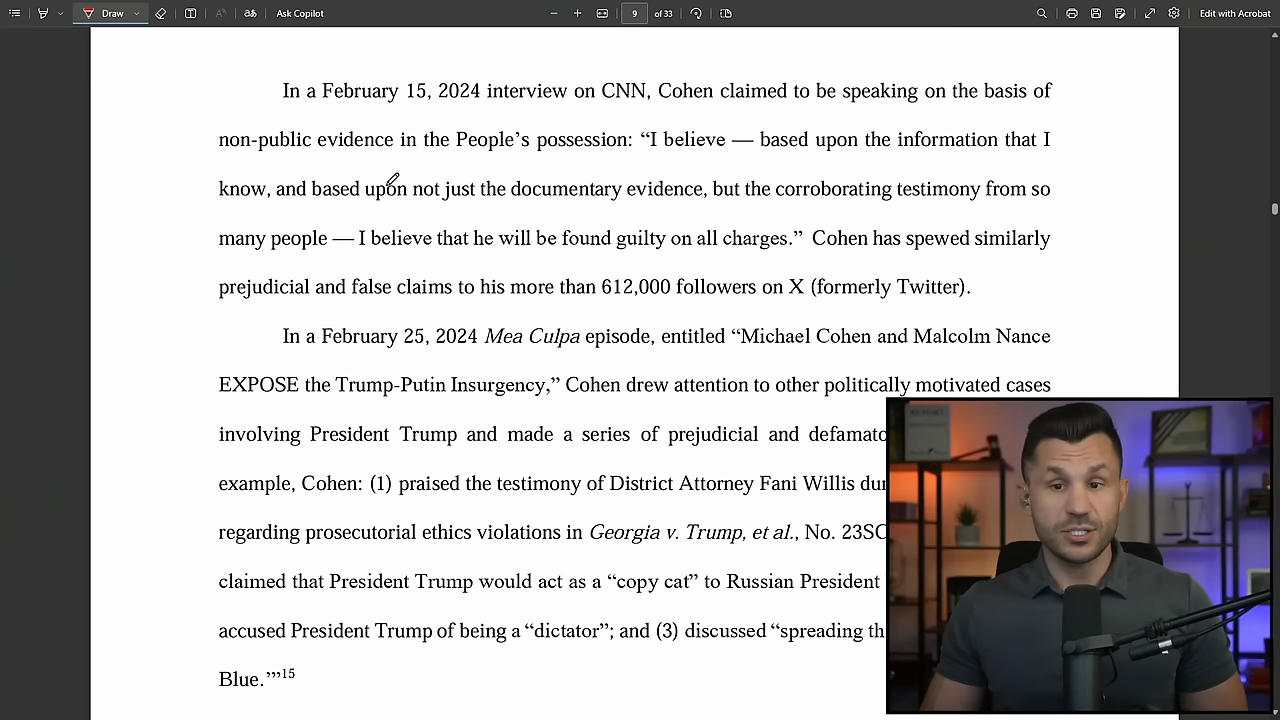 Draw
Ask Copilot
9 of 33
Edit with Acrobat
In a February 15, 2024 interview on CNN, Cohen claimed to be speaking on the basis of
non-public evidence in the People’s possession: “I believe — based upon the information that I
know, and based upon not just the documentary evidence, but the corroborating testimony from so
many people — I believe that he will be found guilty on all charges.” Cohen has spewed similarly
prejudicial and false claims to his more than 612,000 followers on X (formerly Twitter).
In a February 25, 2024 Mea Culpa episode, entitled “Michael Cohen and Malcolm Nance
EXPOSE the Trump-Putin Insurgency,” Cohen drew attention to other politically motivated cases
involving President Trump and made a series of prejudicial and defamato
example, Cohen: (1) praised the testimony of District Attorney Fani Willis dur
regarding prosecutorial ethics violations in Georgia v. Trump, et al., No. 23SC
claimed that President Trump would act as a “copy cat” to Russian President
accused President Trump of being a “dictator”; and (3) discussed “spreading th
Blue.’”15